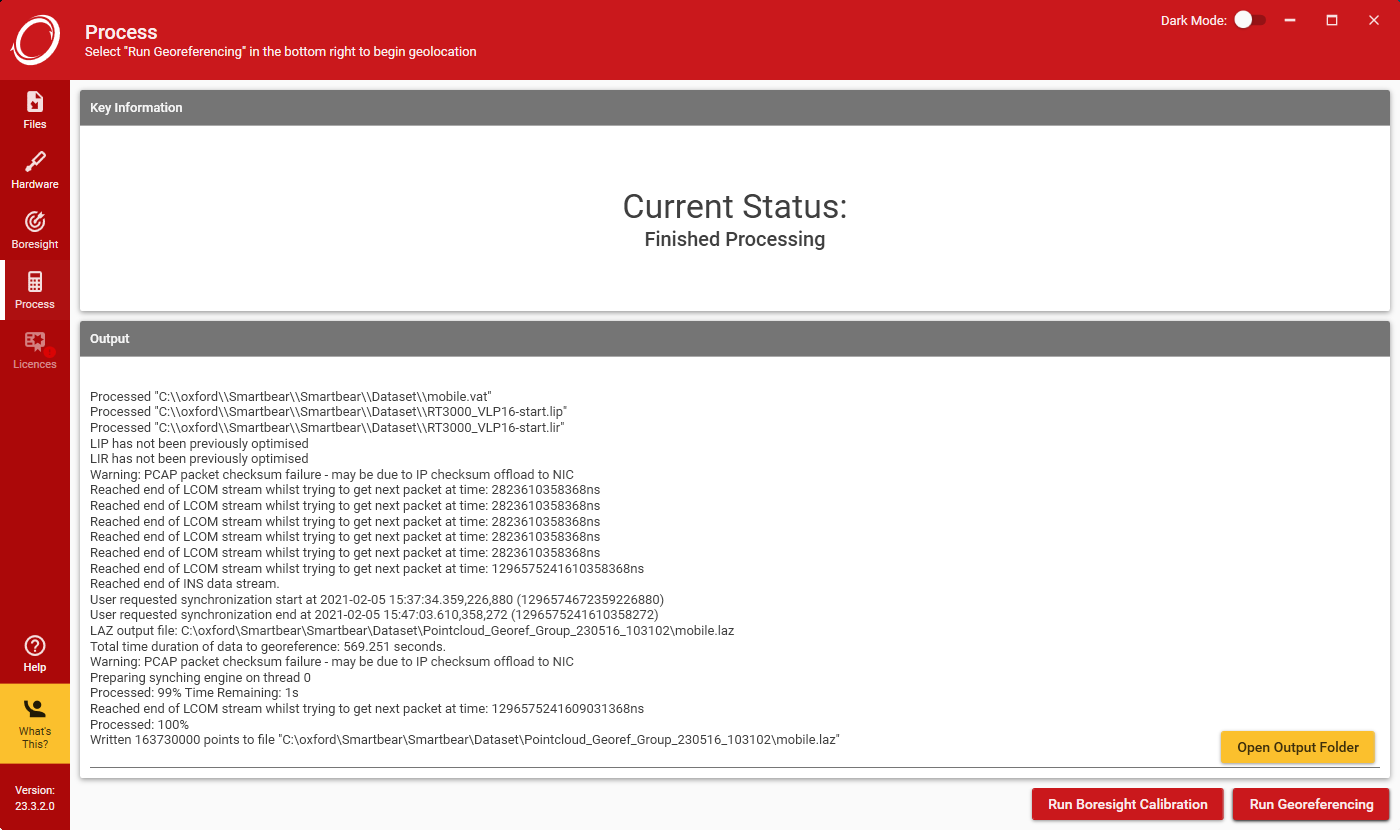 Process
Select "Run Georeferencing" in the bottom right to begin geolocation
Dark Mode:
Files
Hardware
Boresight
Process
Licences
Help
What's
This?
Version:
23.3.2.0
Key Information
Current Status:
Finished Processing
Output
Processed "C:\\oxford\\Smartbear\\Smartbear\\Dataset\\mobile.vat"
Processed "C:\\oxford\\Smartbear\\Smartbear\\Dataset\\RT3000_VLP16-start.lip"
Processed "C:\\oxford\\Smartbear\\Smartbear\\Dataset\\RT3000_VLP16-start.lir"
LIP has not been previously optimised
LIR has not been previously optimised
Warning: PCAP packet checksum failure - may be due to IP checksum offload to NIC
Reached end of LCOM stream whilst trying to get next packet at time: 2823610358368ns
Reached end of LCOM stream whilst trying to get next packet at time: 2823610358368ns
Reached end of LCOM stream whilst trying to get next packet at time: 2823610358368ns
Reached end of LCOM stream whilst trying to get next packet at time: 2823610358368ns
Reached end of LCOM stream whilst trying to get next packet at time: 2823610358368ns
Reached end of LCOM stream whilst trying to get next packet at time: 1296575241610358368ns
Reached end of INS data stream.
User requested synchronization start at 2021-02-05 15:37:34.359,226,880 (1296574672359226880)
User requested synchronization end at 2021-02-05 15:47:03.610,358,272 (1296575241610358272)
LAZ output file: C:\oxford\Smartbear\Smartbear\Dataset\Pointcloud_Georef_Group_230516_103102\mobile.laz
Total time duration of data to georeference: 569.251 seconds.
Warning: PCAP packet checksum failure - may be due to IP checksum offload to NIC
Preparing synching engine on thread 0
Processed: 99% Time Remaining: 1s
Reached end of LCOM stream whilst trying to get next packet at time: 1296575241609031368ns
Processed: 100%
Written 163730000 points to file "C:\oxford\Smartbear\Smartbear\Dataset\Pointcloud_Georef_Group_230516_103102\mobile.laz"
Open Output Folder
Run Boresight Calibration
Run Georeferencing